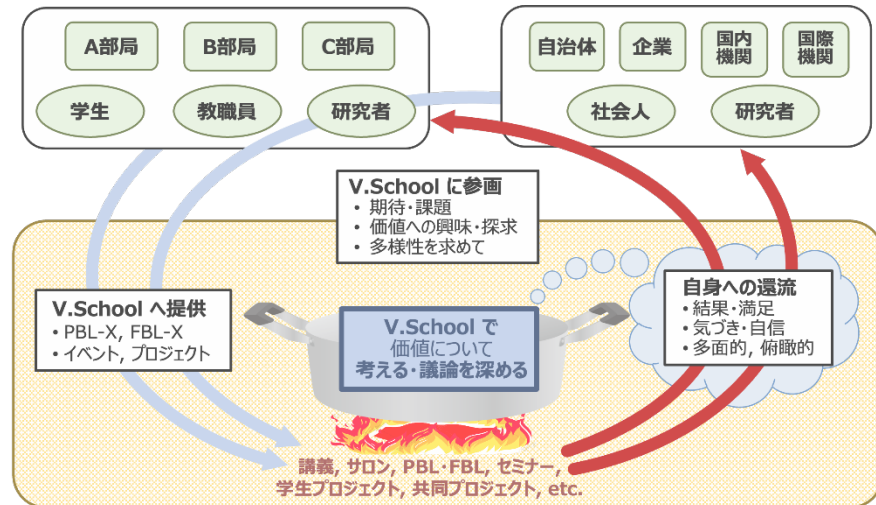 A部局
B部局
C部局
学生
教職員
研究者
自治体
企業
国内
機関
国際
機関
社会人
研究者
V.School に参画
• 期待・課題
• 価値への興味・探求
• 多様性を求めて
V.School へ提供
• PBL-X, FBL-X
• イベント, プロジェクト
V.School で
価値について
考える・議論を深める
自身への還流
• 結果・満足
• 気づき・自信
• 多面的, 俯瞰的
講義, サロン, PBL・FBL, セミナー,
学生プロジェクト, 共同プロジェクト, etc.